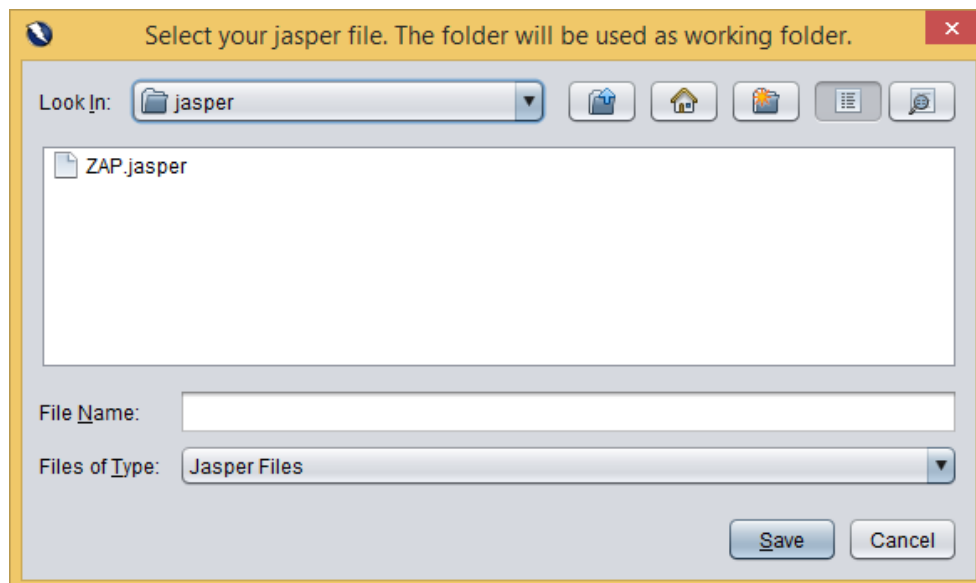 Select your jasper file. The folder will be used as working folder.
Look In: jasper
ZAP.jasper
File Name:
Files of Type: Jasper Files
Save Cancel